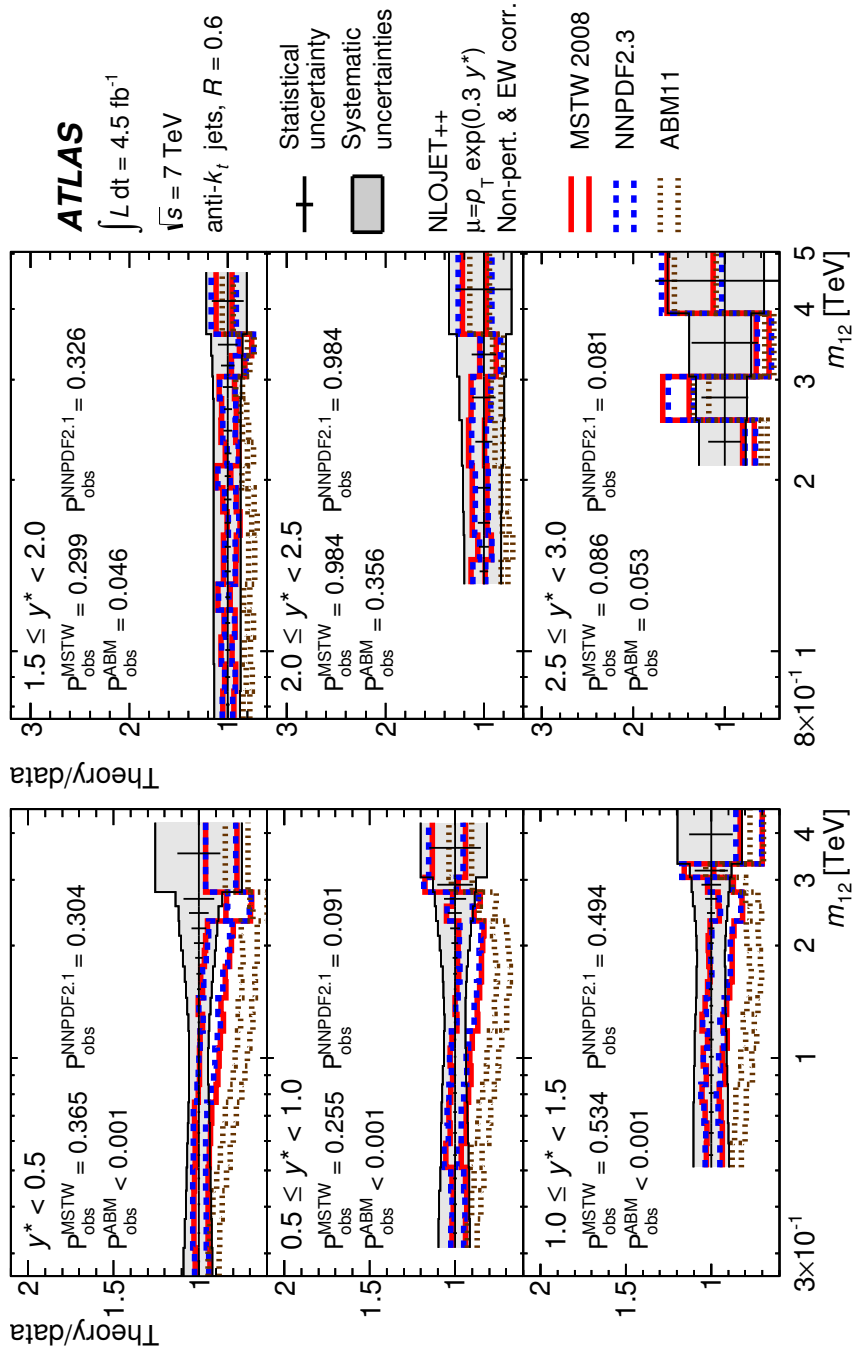 Theory/data
2
1.5
1
y* < 0.5
P_obs^MSTW = 0.365 P_obs^NNPDF2.1 = 0.304
P_obs^ABM < 0.001
2
1.5
1
0.5 ≤ y* < 1.0
P_obs^MSTW = 0.255 P_obs^NNPDF2.1 = 0.091
P_obs^ABM < 0.001
2
1.5
1
1.0 ≤ y* < 1.5
P_obs^MSTW = 0.534 P_obs^NNPDF2.1 = 0.494
P_obs^ABM < 0.001
3×10⁻¹ 1 2 3 4
m₁₂ [TeV]
Theory/data
3
2
1
1.5 ≤ y* < 2.0
P_obs^MSTW = 0.299 P_obs^NNPDF2.1 = 0.326
P_obs^ABM = 0.046
3
2
1
2.0 ≤ y* < 2.5
P_obs^MSTW = 0.984 P_obs^NNPDF2.1 = 0.984
P_obs^ABM = 0.356
3
2
1
2.5 ≤ y* < 3.0
P_obs^MSTW = 0.086 P_obs^NNPDF2.1 = 0.081
P_obs^ABM = 0.053
8×10⁻¹ 1 2 3 4 5
m₁₂ [TeV]
ATLAS
∫ L dt = 4.5 fb⁻¹
√s = 7 TeV
anti-k_t jets, R = 0.6
Statistical
uncertainty
Systematic
uncertainties
NLOJET++
μ=p_T exp(0.3 y*)
Non-pert. & EW corr.
MSTW 2008
NNPDF2.3
ABM11